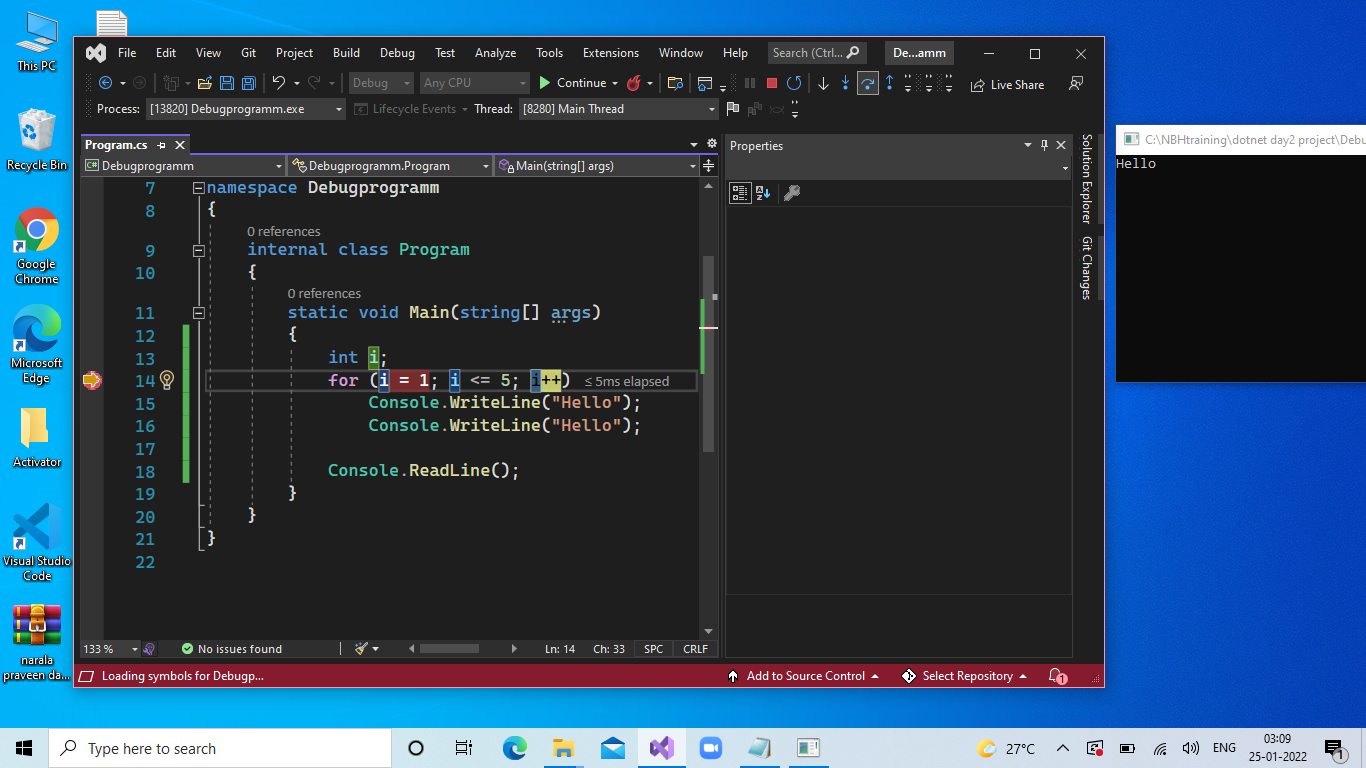 This PC
Recycle Bin
Google
Chrome
Microsoft
Edge
Activator
Visual Studio
Code
narala
praveen da...
File Edit View Git Project Build Debug Test Analyze Tools Extensions Window Help Search (Ctrl... De...amm
Debug Any CPU Continue Live Share
Process: [13820] Debugprogramm.exe Lifecycle Events Thread: [8280] Main Thread
Program.cs
Debugprogramm Debugprogramm.Program Main(string[] args)
7 namespace Debugprogramm
8 {
0 references
9 internal class Program
10 {
0 references
11 static void Main(string[] args)
12 {
13 int i;
14 for (i = 1; i <= 5; i++) ≤ 5ms elapsed
15 Console.WriteLine("Hello");
16 Console.WriteLine("Hello");
17
18 Console.ReadLine();
19 }
20 }
21 }
22
133 % No issues found Ln: 14 Ch: 33 SPC CRLF
Properties
Solution Explorer
Git Changes
Loading symbols for Debugp... Add to Source Control Select Repository 1
C:\NBHtraining\dotnet day2 project\Debu
Hello
Type here to search
27°C ENG 03:09
25-01-2022
1